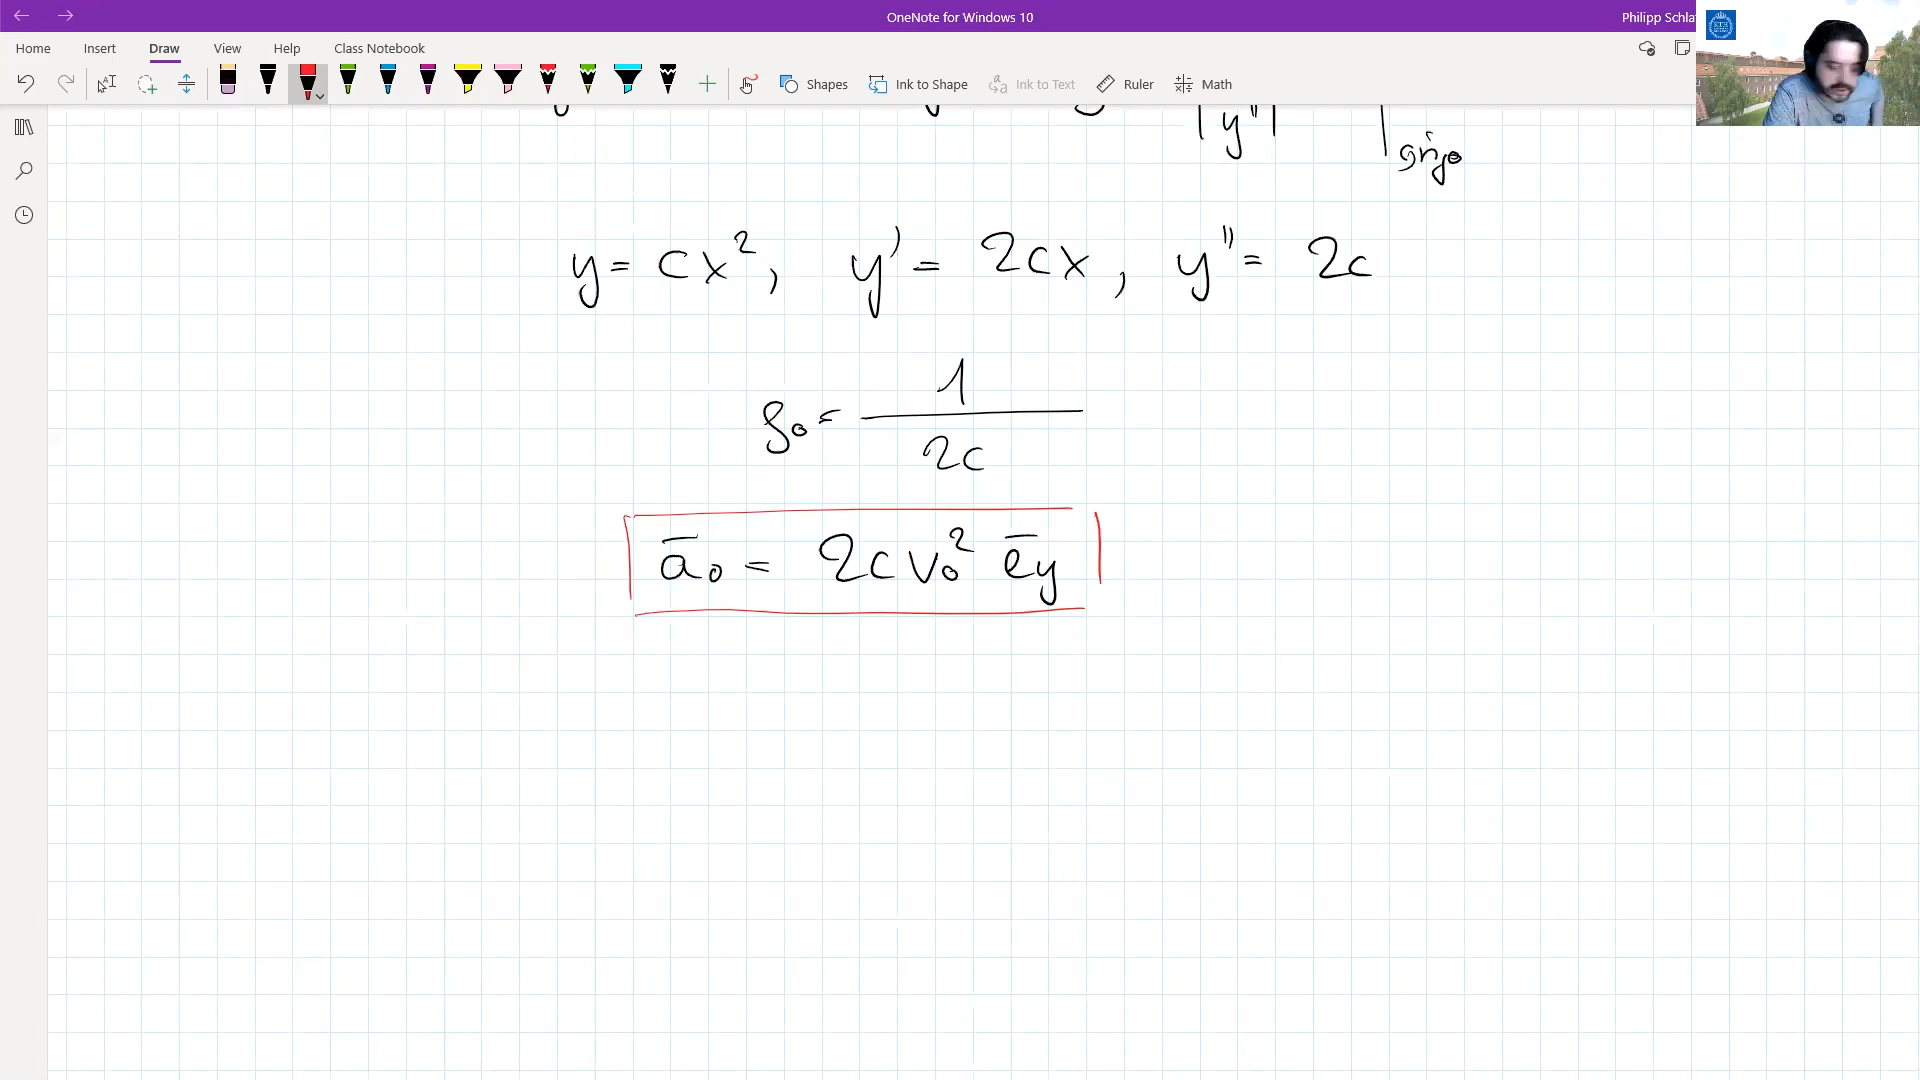 OneNote for Windows 10
Philipp Schla
Home Insert Draw View Help Class Notebook
Shapes Ink to Shape Ink to Text Ruler Math
|y''|
y = cx², y' = 2cx, y'' = 2c
ρ₀ = 1/2c
ā₀ = 2cv₀² ēy